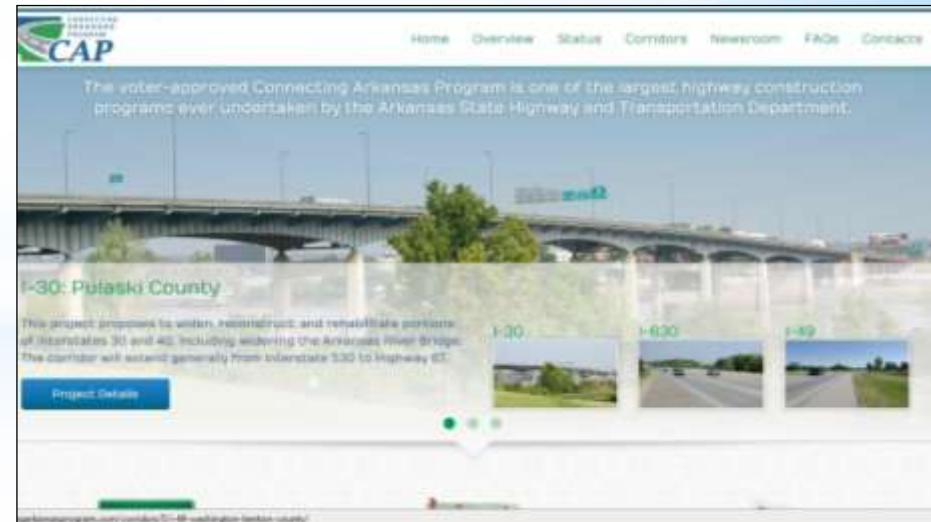 CONNECTING
ARKANSAS
PROGRAM
CAP
Home Overview Status Corridors Newsroom FAQs Contacts
The voter-approved Connecting Arkansas Program is one of the largest highway construction
programs ever undertaken by the Arkansas State Highway and Transportation Department.
I-30: Pulaski County
This project proposes to widen, reconstruct, and rehabilitate portions
of Interstates 30 and 40, including widening the Arkansas River Bridge.
The corridor will extend generally from Interstate 530 to Highway 67.
Project Details
I-30 I-630 I-49